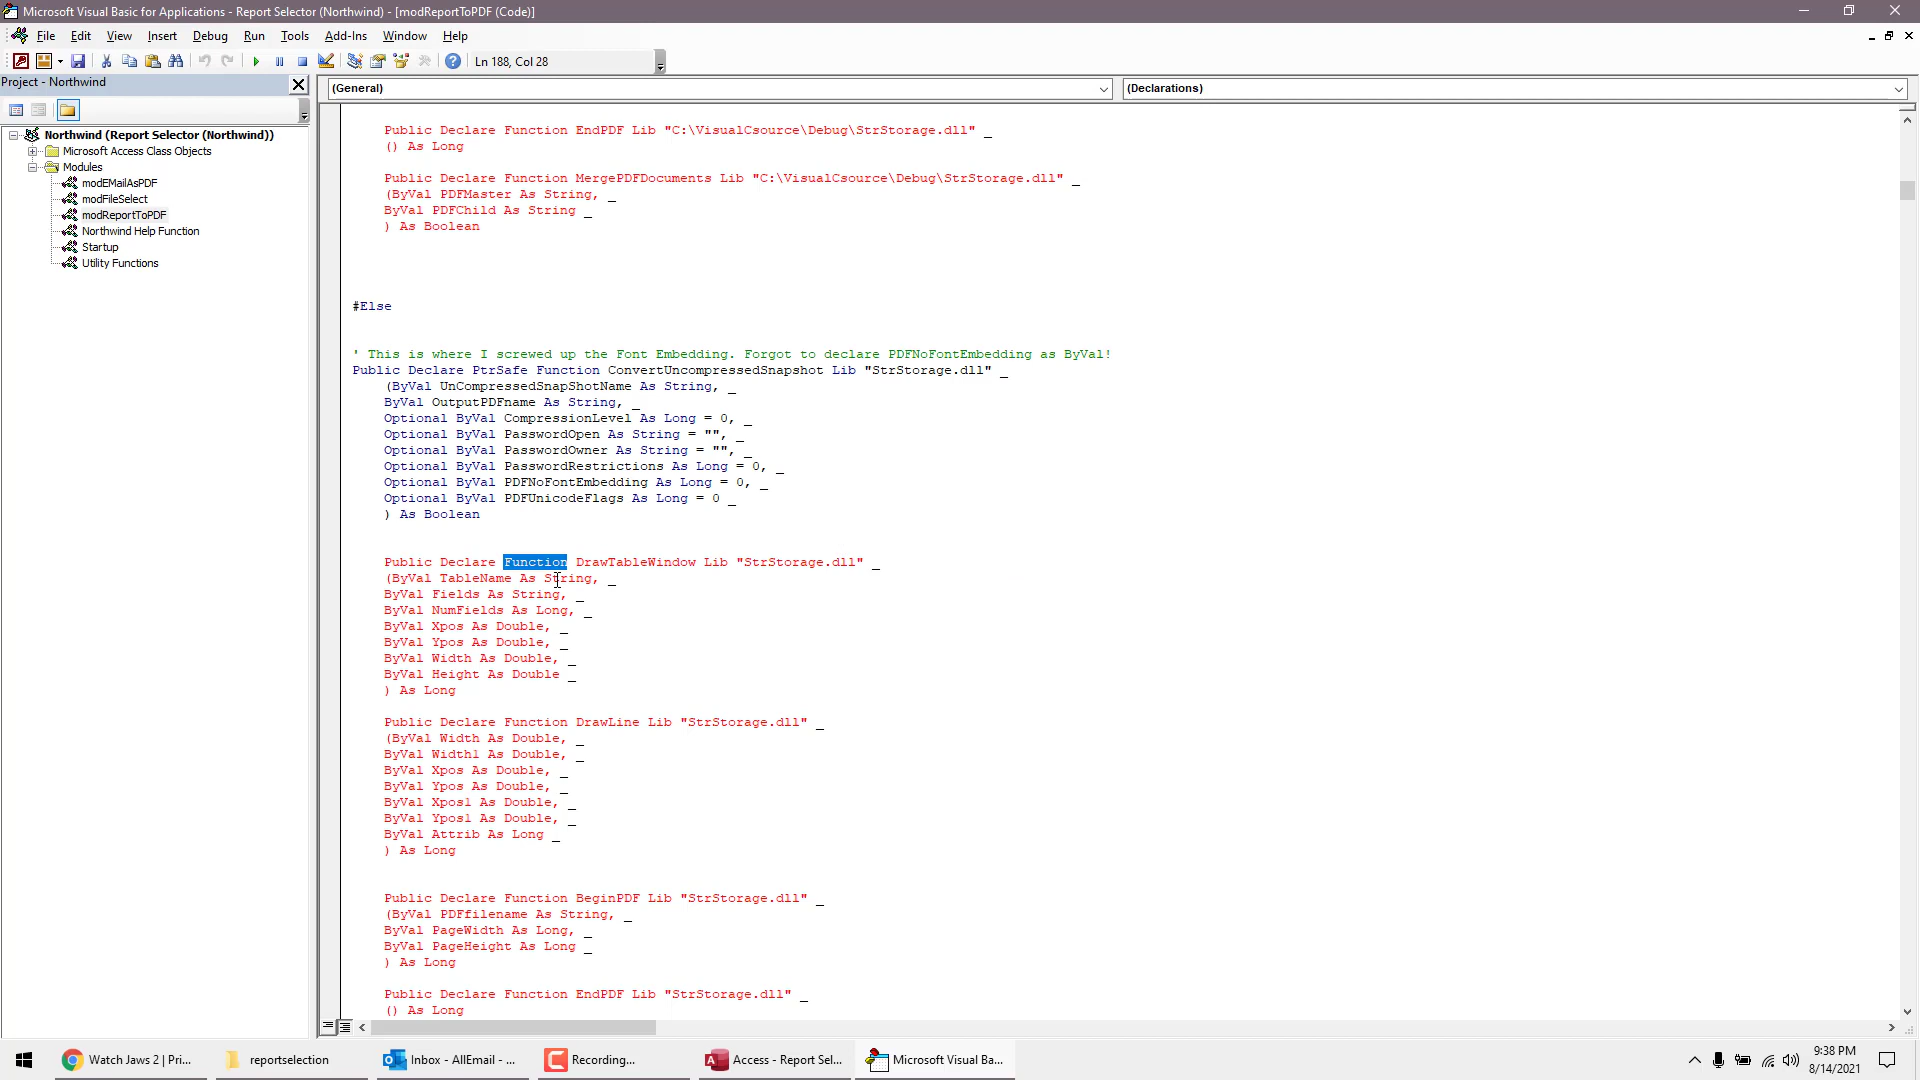 Microsoft Visual Basic for Applications - Report Selector (Northwind) - [modReportToPDF (Code)]
File Edit View Insert Format Debug Run Tools Add-Ins Window Help
Ln 188, Col 28
Project - Northwind
(General)
(Declarations)
Northwind (Report Selector (Northwind))
Microsoft Access Class Objects
Modules
modEMailAsPDF
modFileSelect
modReportToPDF
Northwind Help Function
Startup
Utility Functions
Public Declare Function EndPDF Lib "C:\VisualCsource\Debug\StrStorage.dll" _
() As Long
Public Declare Function MergePDFDocuments Lib "C:\VisualCsource\Debug\StrStorage.dll" _
(ByVal PDFMaster As String, _
ByVal PDFChild As String _
) As Boolean
#Else
' This is where I screwed up the Font Embedding. Forgot to declare PDFNoFontEmbedding as ByVal!
Public Declare PtrSafe Function ConvertUncompressedSnapshot Lib "StrStorage.dll" _
(ByVal UnCompressedSnapShotName As String, _
ByVal OutputPDFname As String, _
Optional ByVal CompressionLevel As Long = 0, _
Optional ByVal PasswordOpen As String = "", _
Optional ByVal PasswordOwner As String = "", _
Optional ByVal PasswordRestrictions As Long = 0, _
Optional ByVal PDFNoFontEmbedding As Long = 0, _
Optional ByVal PDFUnicodeFlags As Long = 0 _
) As Boolean
Public Declare Function DrawTableWindow Lib "StrStorage.dll" _
(ByVal TableName As String, _
ByVal Fields As String, _
ByVal NumFields As Long, _
ByVal Xpos As Double, _
ByVal Ypos As Double, _
ByVal Width As Double, _
ByVal Height As Double _
) As Long
Public Declare Function DrawLine Lib "StrStorage.dll" _
(ByVal Width As Double, _
ByVal Width1 As Double, _
ByVal Xpos As Double, _
ByVal Ypos As Double, _
ByVal Xpos1 As Double, _
ByVal Ypos1 As Double, _
ByVal Attrib As Long _
) As Long
Public Declare Function BeginPDF Lib "StrStorage.dll" _
(ByVal PDFfilename As String, _
ByVal PageWidth As Long, _
ByVal PageHeight As Long _
) As Long
Public Declare Function EndPDF Lib "StrStorage.dll" _
() As Long
Watch Jaws 2 | Pri...
reportselection
Inbox - AllEmail - ...
Recording...
Access - Report Sel...
Microsoft Visual Ba...
9:38 PM
8/14/2021